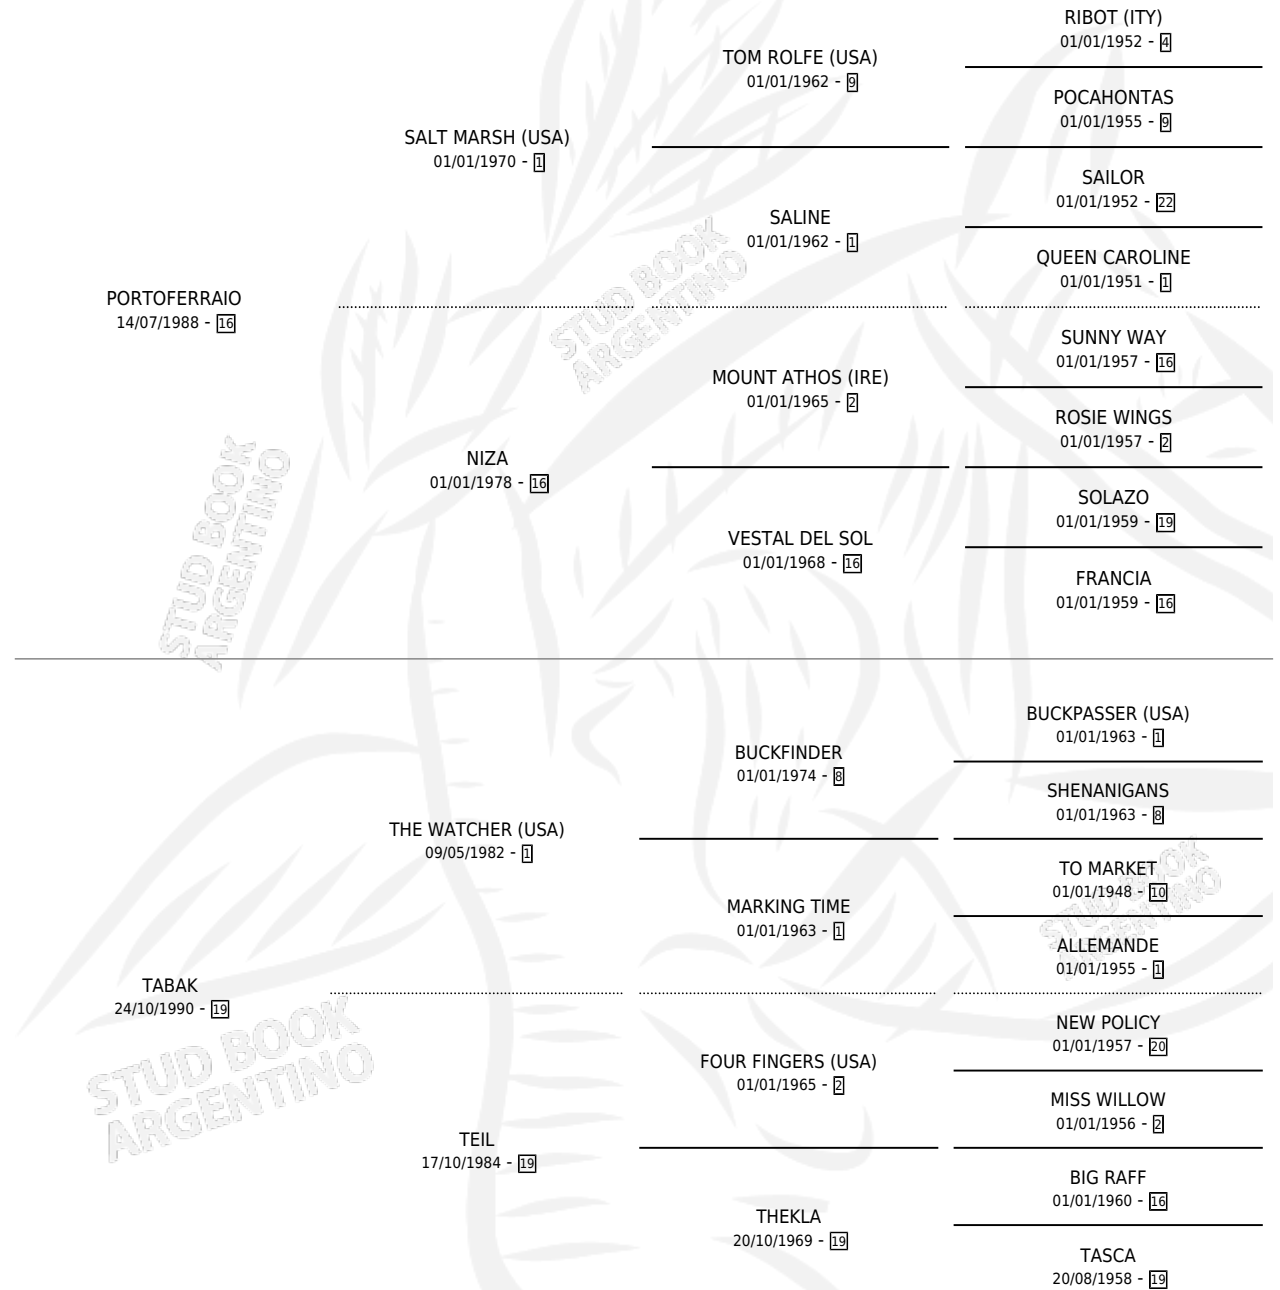 RIBOT (ITY)
01/01/1952 - 4
TOM ROLFE (USA)
01/01/1962 - 9
POCAHONTAS
01/01/1955 - 9
SALT MARSH (USA)
01/01/1970 - 1
SAILOR
01/01/1952 - 22
SALINE
01/01/1962 - 1
QUEEN CAROLINE
01/01/1951 - 1
PORTOFERRAIO
14/07/1988 - 16
STUD BOOK
ARGENTINO
SUNNY WAY
01/01/1957 - 16
MOUNT ATHOS (IRE)
01/01/1965 - 2
ROSIE WINGS
01/01/1957 - 2
NIZA
01/01/1978 - 16
SOLAZO
01/01/1959 - 19
VESTAL DEL SOL
01/01/1968 - 16
FRANCIA
01/01/1959 - 16
STUD BOOK
ARGENTINO
BUCKPASSER (USA)
01/01/1963 - 1
BUCKFINDER
01/01/1974 - 8
SHENANIGANS
01/01/1963 - 8
THE WATCHER (USA)
09/05/1982 - 1
TO MARKET
01/01/1948 - 10
MARKING TIME
01/01/1963 - 1
STUD BOOK
ARGENTINO
ALLEMANDE
01/01/1955 - 1
TABAK
24/10/1990 - 19
NEW POLICY
01/01/1957 - 20
FOUR FINGERS (USA)
01/01/1965 - 2
STUD BOOK
ARGENTINO
MISS WILLOW
01/01/1956 - 2
TEIL
17/10/1984 - 19
BIG RAFF
01/01/1960 - 16
THEKLA
20/10/1969 - 19
TASCA
20/08/1958 - 19